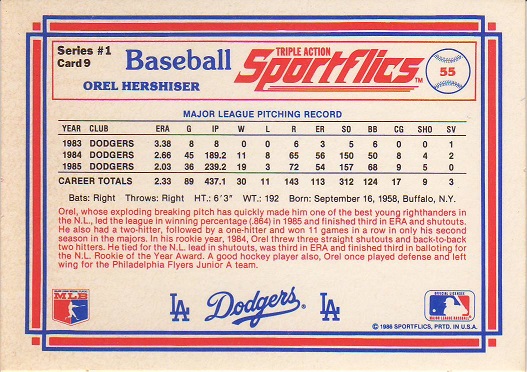 Series #1
Card 9
Baseball
OREL HERSHISER
TRIPLE ACTION
Sportflics™
55
MAJOR LEAGUE PITCHING RECORD
YEAR CLUB ERA G IP W L R ER SO BB CG SHO SV
1983 DODGERS 3.38 8 8 0 0 6 3 5 6 0 0 1
1984 DODGERS 2.66 45 189.2 11 8 65 56 150 50 8 4 2
1985 DODGERS 2.03 36 239.2 19 3 72 54 157 68 9 5 0
CAREER TOTALS 2.33 89 437.1 30 11 143 113 312 124 17 9 3
Bats: Right Throws: Right HT.: 6'3" WT.: 192 Born: September 16, 1958, Buffalo, N.Y.
Orel, whose exploding breaking pitch has quickly made him one of the best young righthanders in
the N.L., led the league in winning percentage (.864) in 1985 and finished third in ERA and shutouts.
He also had a two-hitter, followed by a one-hitter and won 11 games in a row in only his second
season in the majors. In his rookie year, 1984, Orel threw three straight shutouts and back-to-back
two hitters. He tied for the N.L. lead in shutouts, was third in ERA and finished third in balloting for
the N.L. Rookie of the Year Award. A good hockey player also, Orel once played defense and left
wing for the Philadelphia Flyers Junior A team.
MLB
LA
Dodgers®
LA
© 1986 SPORTFLICS, PRTD. IN U.S.A.